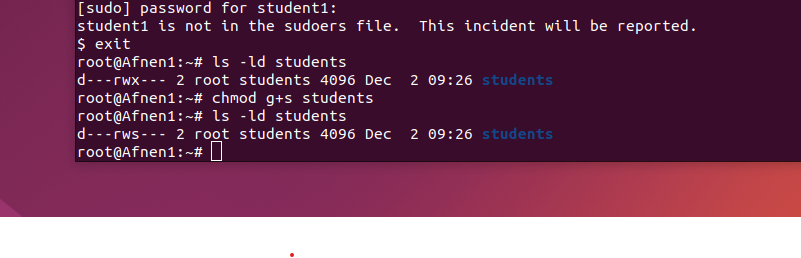 [sudo] password for student1:
student1 is not in the sudoers file.  This incident will be reported.
$ exit
root@Afnen1:~# ls -ld students
d---rwx--- 2 root students 4096 Dec  2 09:26 students
root@Afnen1:~# chmod g+s students
root@Afnen1:~# ls -ld students
d---rws--- 2 root students 4096 Dec  2 09:26 students
root@Afnen1:~#